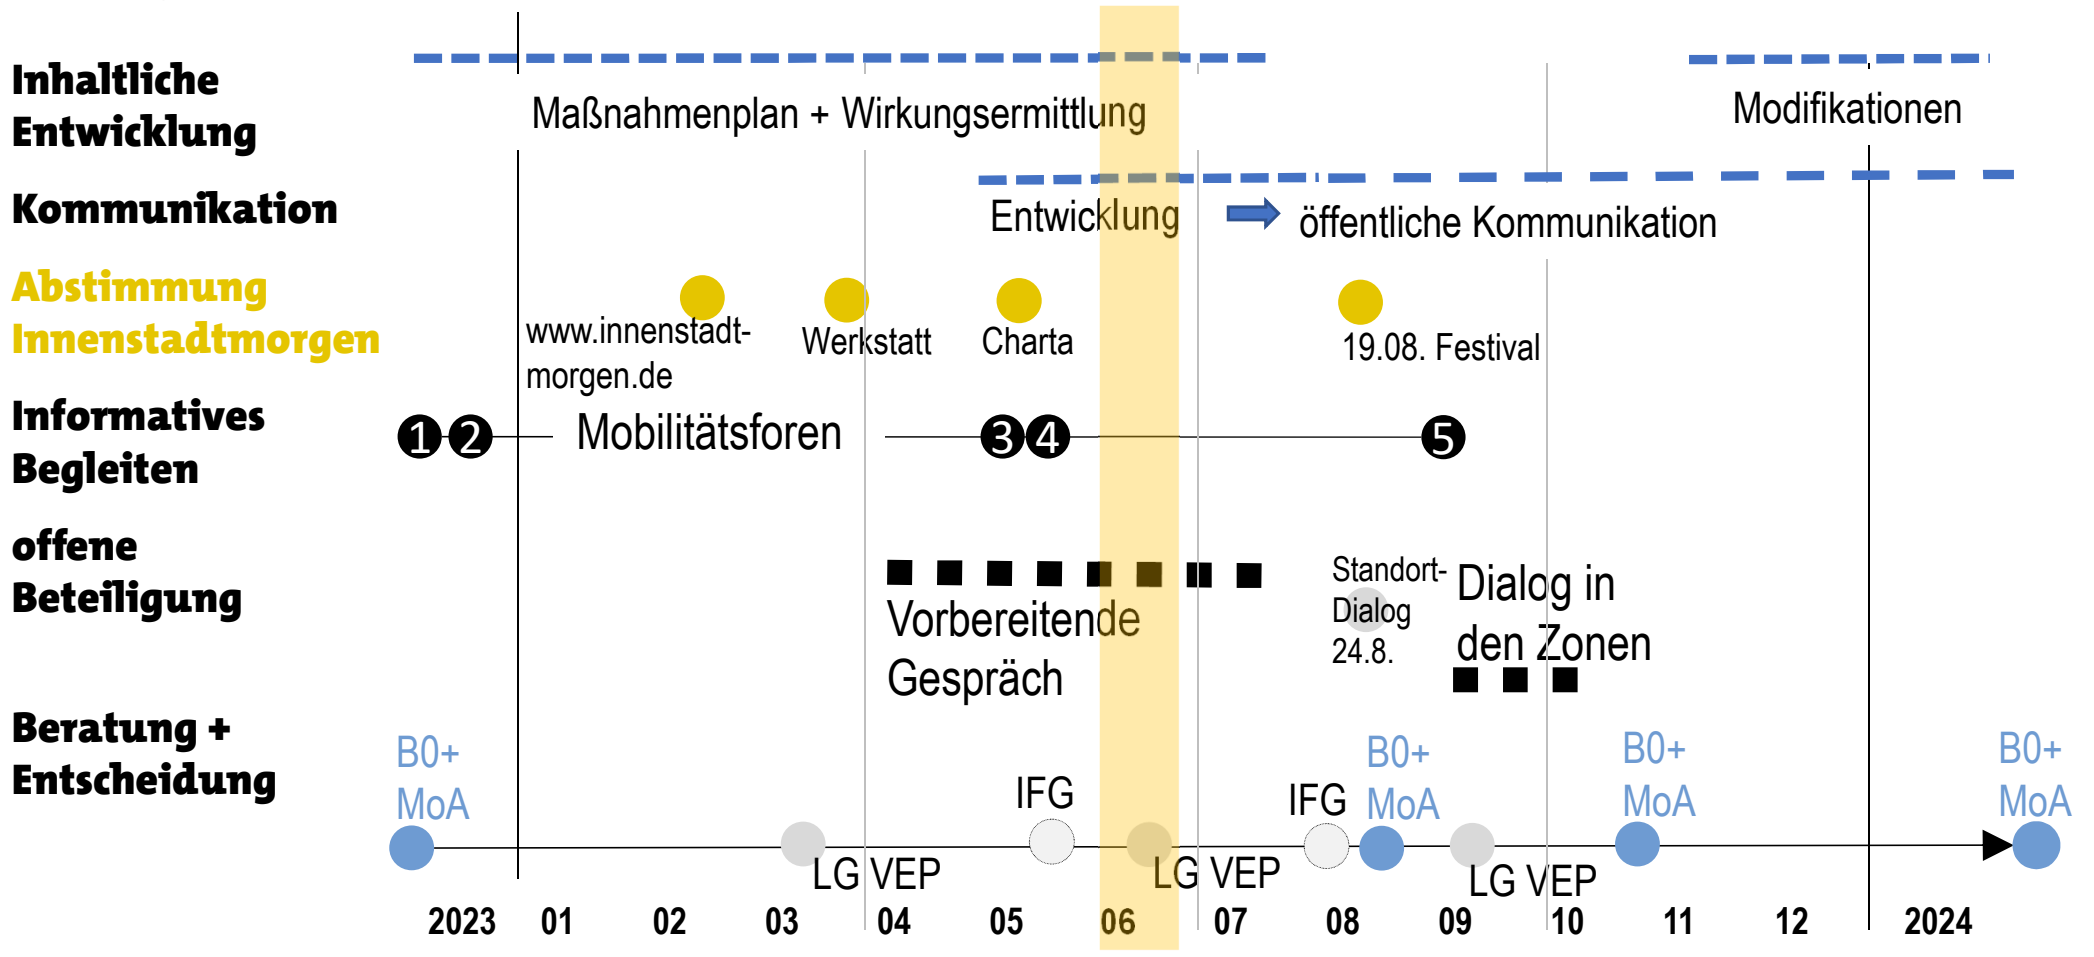 Inhaltliche
Entwicklung
Maßnahmenplan + Wirkungsermittlung
Modifikationen
Kommunikation
Entwicklung
öffentliche Kommunikation
Abstimmung
Innenstadtmorgen
www.innenstadt-
morgen.de
Werkstatt
Charta
19.08. Festival
Informatives
Begleiten
1 2
Mobilitätsforen
3 4
5
offene
Beteiligung
Vorbereitende
Gespräch
Standort-
Dialog
24.8.
Dialog in
den Zonen
Beratung +
Entscheidung
B0+
MoA
LG VEP
IFG
LG VEP
IFG
B0+
MoA
LG VEP
B0+
MoA
B0+
MoA
2023 01 02 03 04 05 06 07 08 09 10 11 12 2024